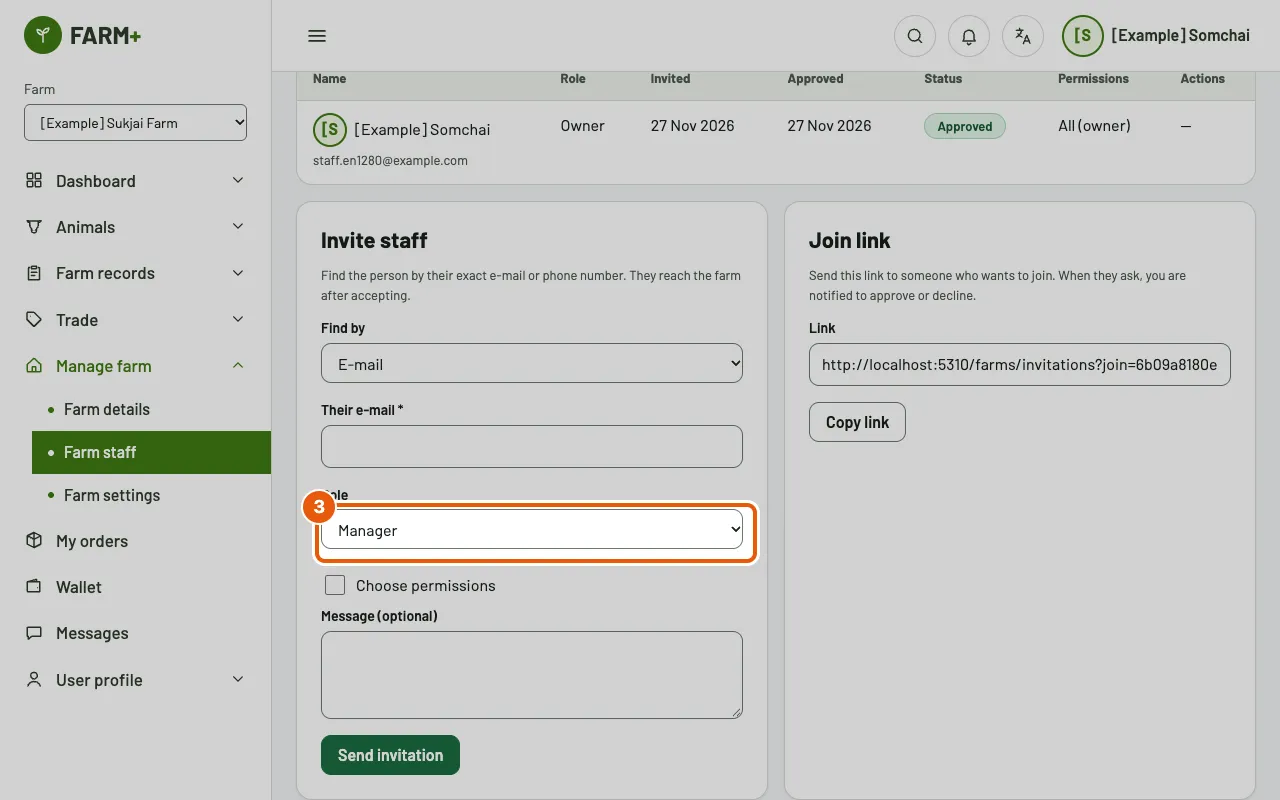 FARM+
Farm
[Example] Sukjai Farm
Dashboard
Animals
Farm records
Trade
Manage farm
Farm details
Farm staff
Farm settings
My orders
Wallet
Messages
User profile
[S
[Example] Somchai
Name Role Invited Approved Status Permissions Actions
[S
[Example] Somchai Owner 27 Nov 2026 27 Nov 2026 Approved All (owner) —
staff.en1280@example.com
Invite staff
Find the person by their exact e-mail or phone number. They reach the farm
after accepting.
Find by
E-mail
Their e-mail *
3
Manager
Choose permissions
Message (optional)
Send invitation
Join link
Send this link to someone who wants to join. When they ask, you are
notified to approve or decline.
Link
http://localhost:5310/farms/invitations?join=6b09a8180e
Copy link